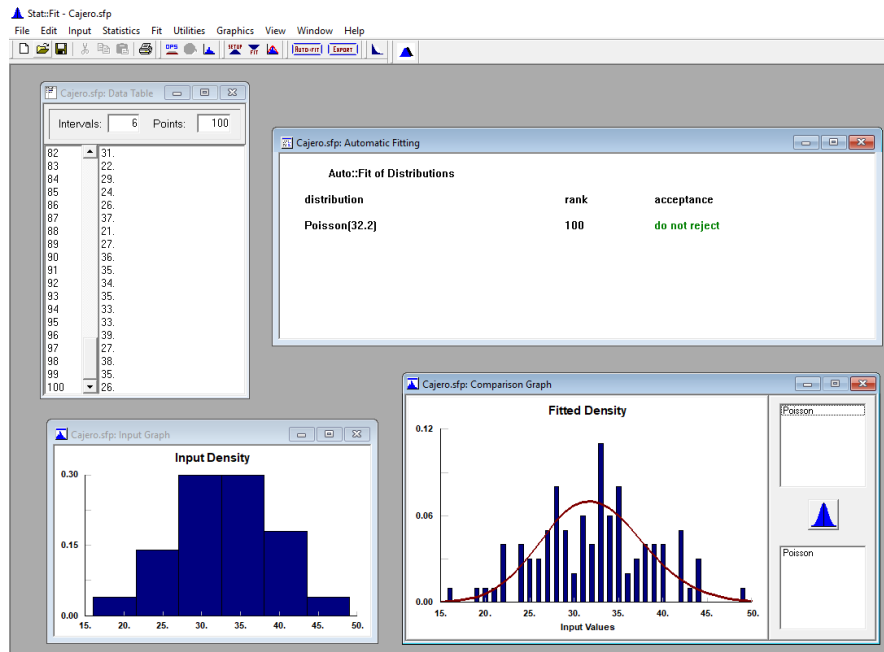 Stat::Fit - Cajero.sfp
File Edit Input Statistics Fit Utilities Graphics View Window Help
DPS SETUP FIT AUTO::FIT EXPORT
Cajero.sfp: Data Table
Intervals: 6 Points: 100
82 31.
83 22.
84 29.
85 24.
86 26.
87 37.
88 21.
89 27.
90 36.
91 35.
92 34.
93 35.
94 33.
95 33.
96 39.
97 27.
98 38.
99 35.
100 26.
Cajero.sfp: Automatic Fitting
Auto::Fit of Distributions
distribution rank acceptance
Poisson(32.2) 100 do not reject
Cajero.sfp: Input Graph
Input Density
0.30
0.15
0.00
15. 20. 25. 30. 35. 40. 45. 50.
Cajero.sfp: Comparison Graph
Fitted Density
0.12
0.06
0.00
15. 20. 25. 30. 35. 40. 45. 50.
Input Values
Poisson
Poisson